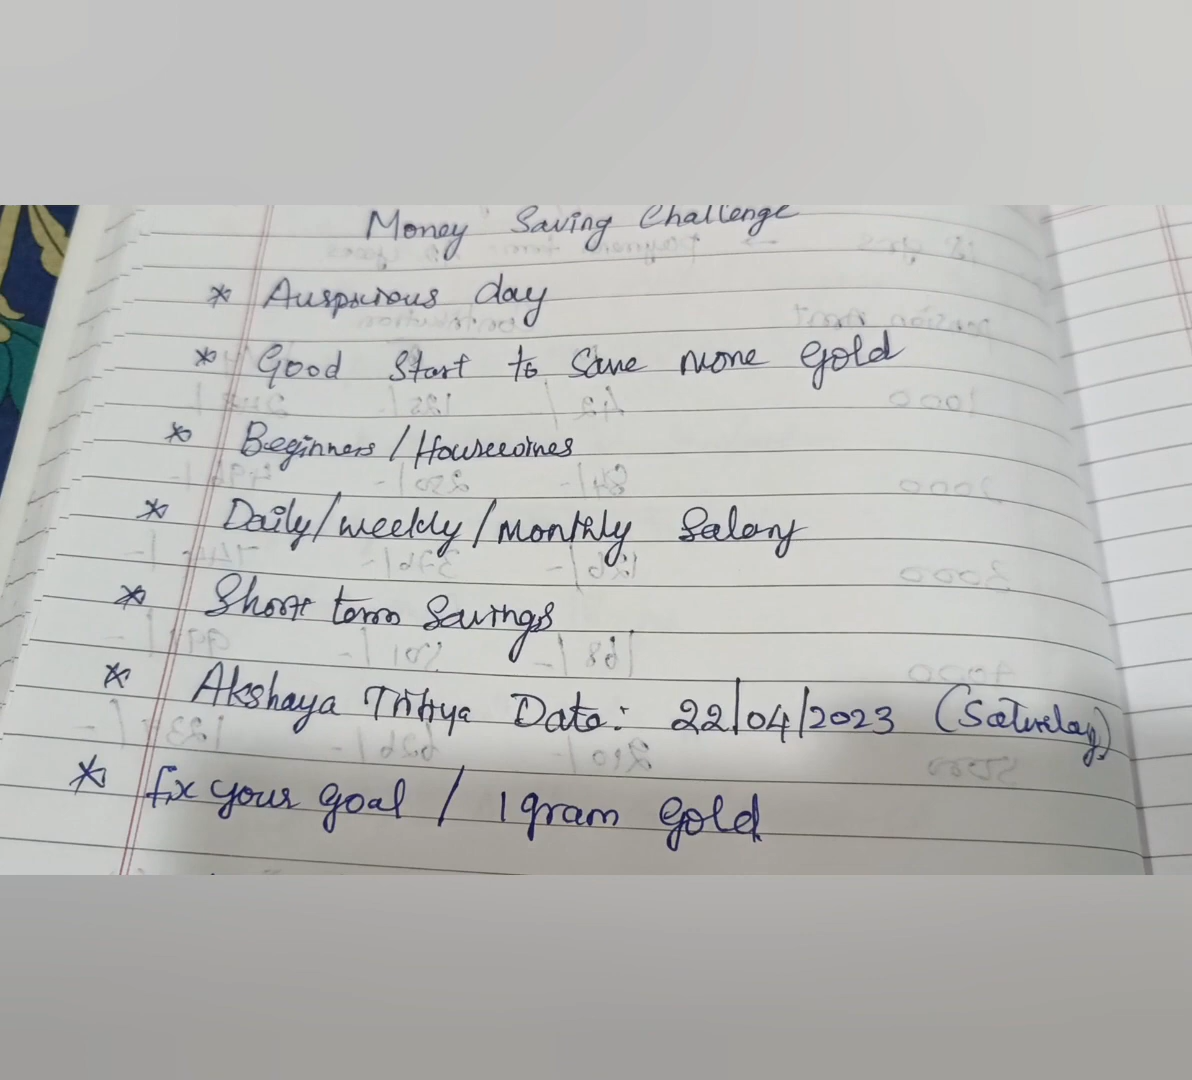 Money Saving Challenge
* Auspicious day
* Good start to save more gold
* Beginners / Housewives
* Daily/weekly/monthly Salary
* Short term Savings
* Akshaya Tritiya Date: 22/04/2023 (Saturday)
* fix your goal / 1 gram gold